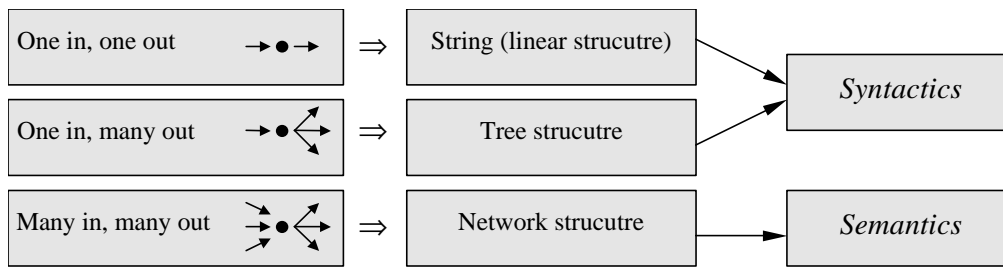 One in, one out ⇒ String (linear strucutre)
Syntactics
One in, many out ⇒ Tree strucutre
Many in, many out ⇒ Network strucutre
Semantics